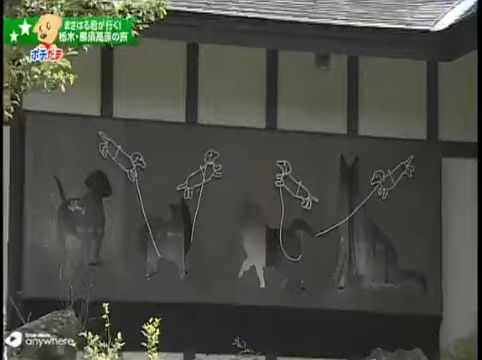 まさはる君が行く!
栃木・那須高原の旅
ポチたま
anywhere.